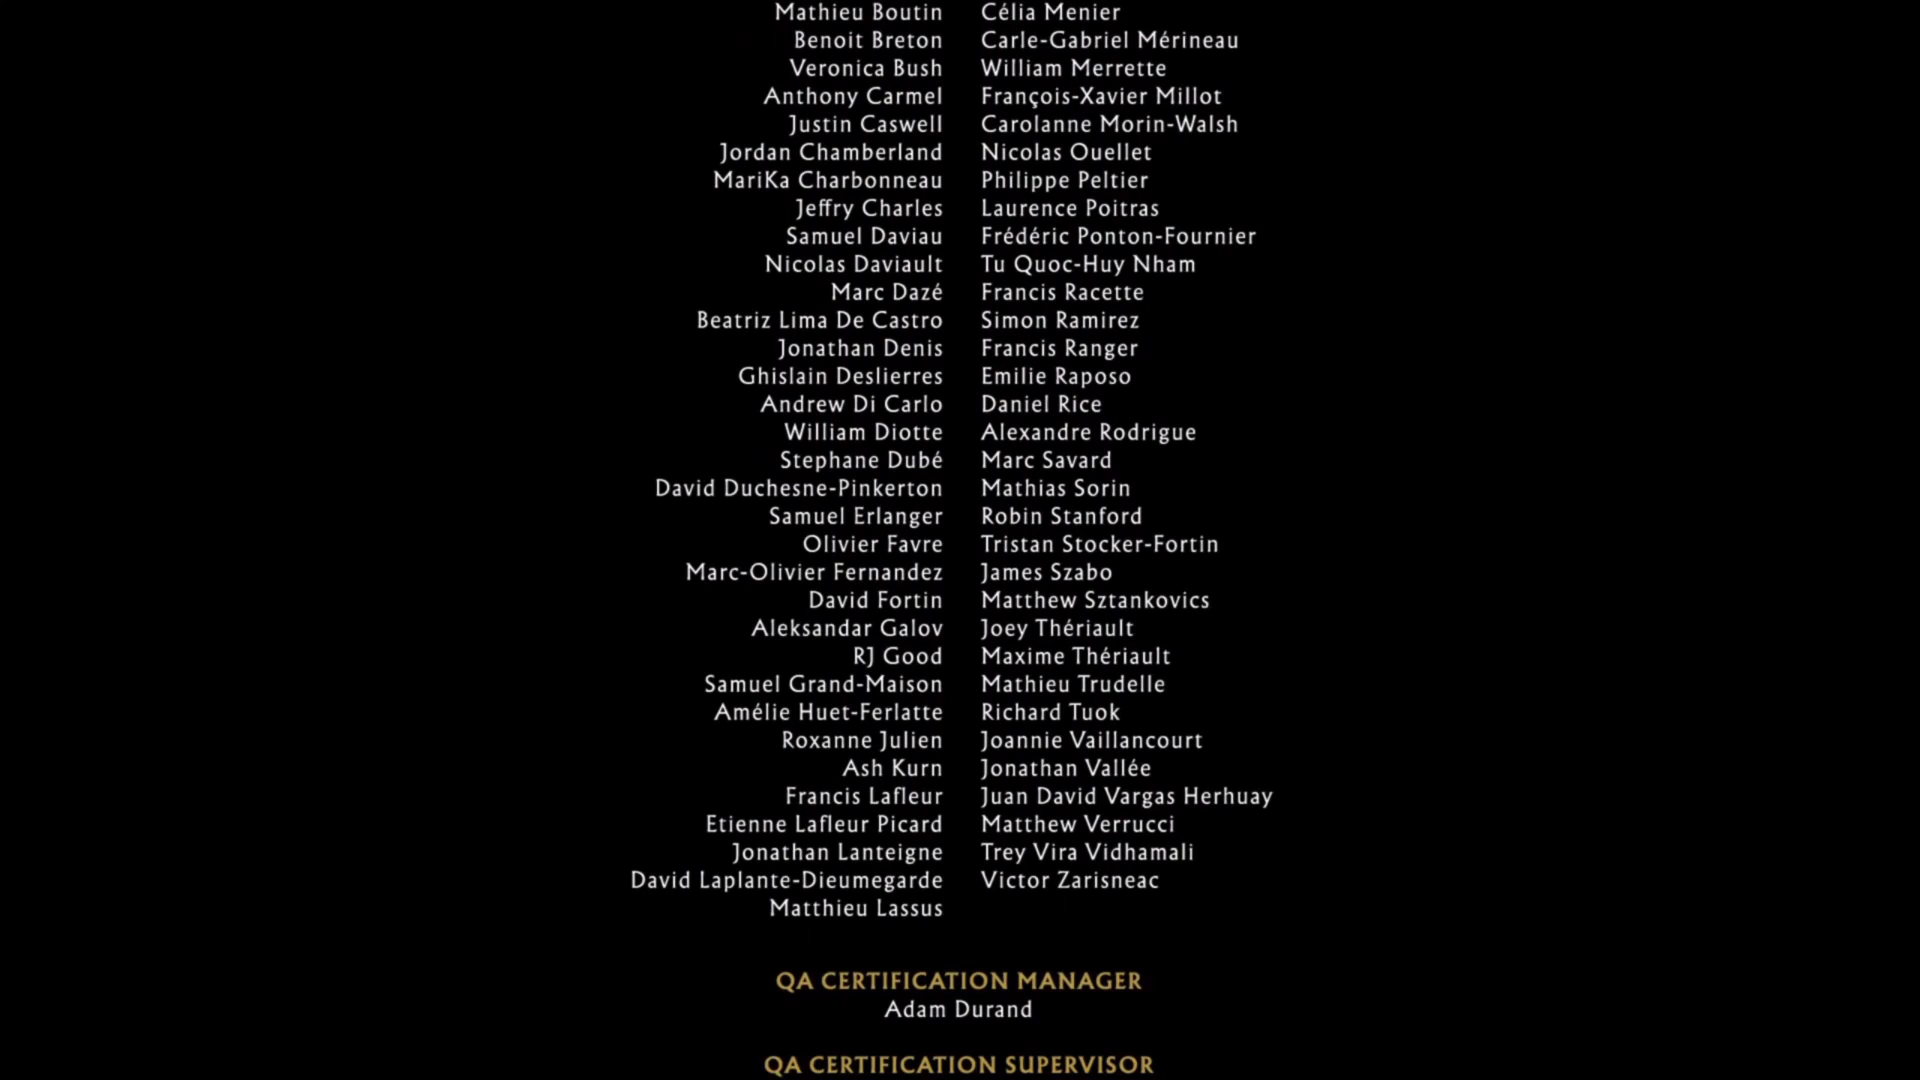 Mathieu Boutin Célia Menier
Benoit Breton Carle-Gabriel Mérineau
Veronica Bush William Merrette
Anthony Carmel François-Xavier Millot
Justin Caswell Carolanne Morin-Walsh
Jordan Chamberland Nicolas Ouellet
MariKa Charbonneau Philippe Peltier
Jeffry Charles Laurence Poitras
Samuel Daviau Frédéric Ponton-Fournier
Nicolas Daviault Tu Quoc-Huy Nham
Marc Dazé Francis Racette
Beatriz Lima De Castro Simon Ramirez
Jonathan Denis Francis Ranger
Ghislain Deslierres Emilie Raposo
Andrew Di Carlo Daniel Rice
William Diotte Alexandre Rodrigue
Stephane Dubé Marc Savard
David Duchesne-Pinkerton Mathias Sorin
Samuel Erlanger Robin Stanford
Olivier Favre Tristan Stocker-Fortin
Marc-Olivier Fernandez James Szabo
David Fortin Matthew Sztankovics
Aleksandar Galov Joey Thériault
RJ Good Maxime Thériault
Samuel Grand-Maison Mathieu Trudelle
Amélie Huet-Ferlatte Richard Tuok
Roxanne Julien Joannie Vaillancourt
Ash Kurn Jonathan Vallée
Francis Lafleur Juan David Vargas Herhuay
Etienne Lafleur Picard Matthew Verrucci
Jonathan Lanteigne Trey Vira Vidhamali
David Laplante-Dieumegarde Victor Zarisneac
Matthieu Lassus
QA CERTIFICATION MANAGER
Adam Durand
QA CERTIFICATION SUPERVISOR